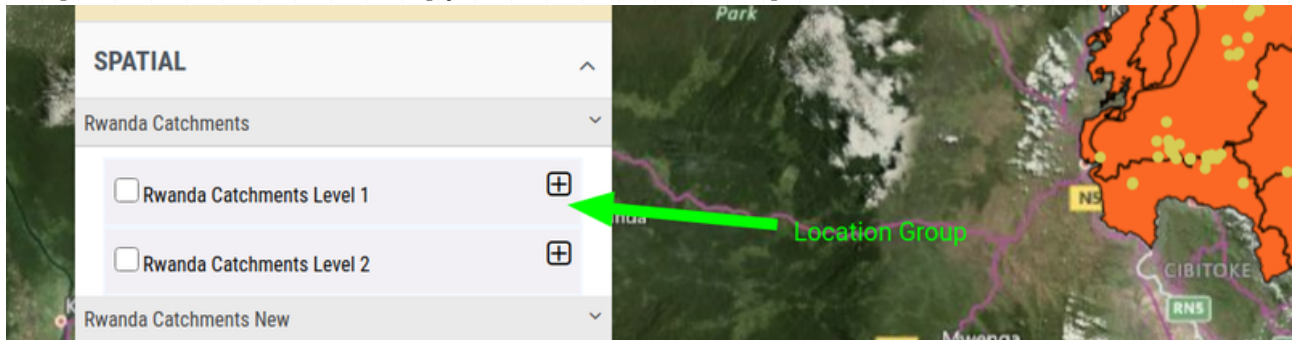 Park
SPATIAL
Rwanda Catchments
Rwanda Catchments Level 1
N5
Location Group
Rwanda Catchments Level 2
CIBITOKE
RN5
Rwanda Catchments New